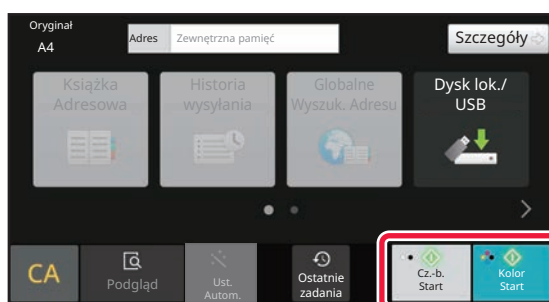 Oryginał
A4
Adres
Zewnętrzna pamięć
Szczegóły
Książka
Adresowa
Historia
wysyłania
Globalne
Wyszuk. Adresu
Dysk lok./
USB
CA
Podgląd
Ust.
Autom.
Ostatnie
zadania
Cz.-b.
Start
Kolor
Start